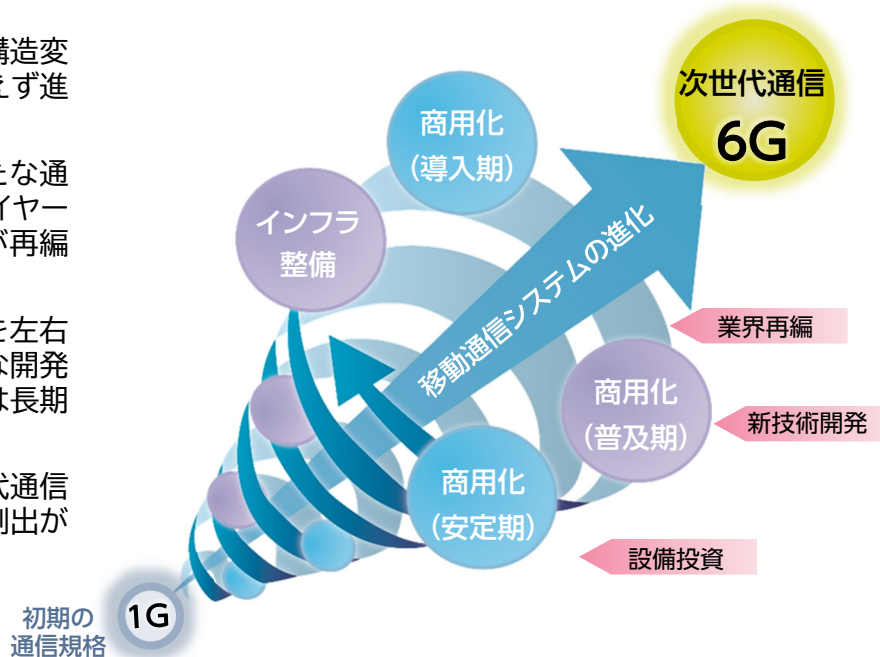 構造変
えず進
たな通
イヤー
が再編
を左右
な開発
は長期
代通信
創出が
次世代通信
6G
商用化
(導入期)
インフラ
整備
移動通信システムの進化
業界再編
商用化
(普及期)
新技術開発
商用化
(安定期)
設備投資
1G
初期の
通信規格